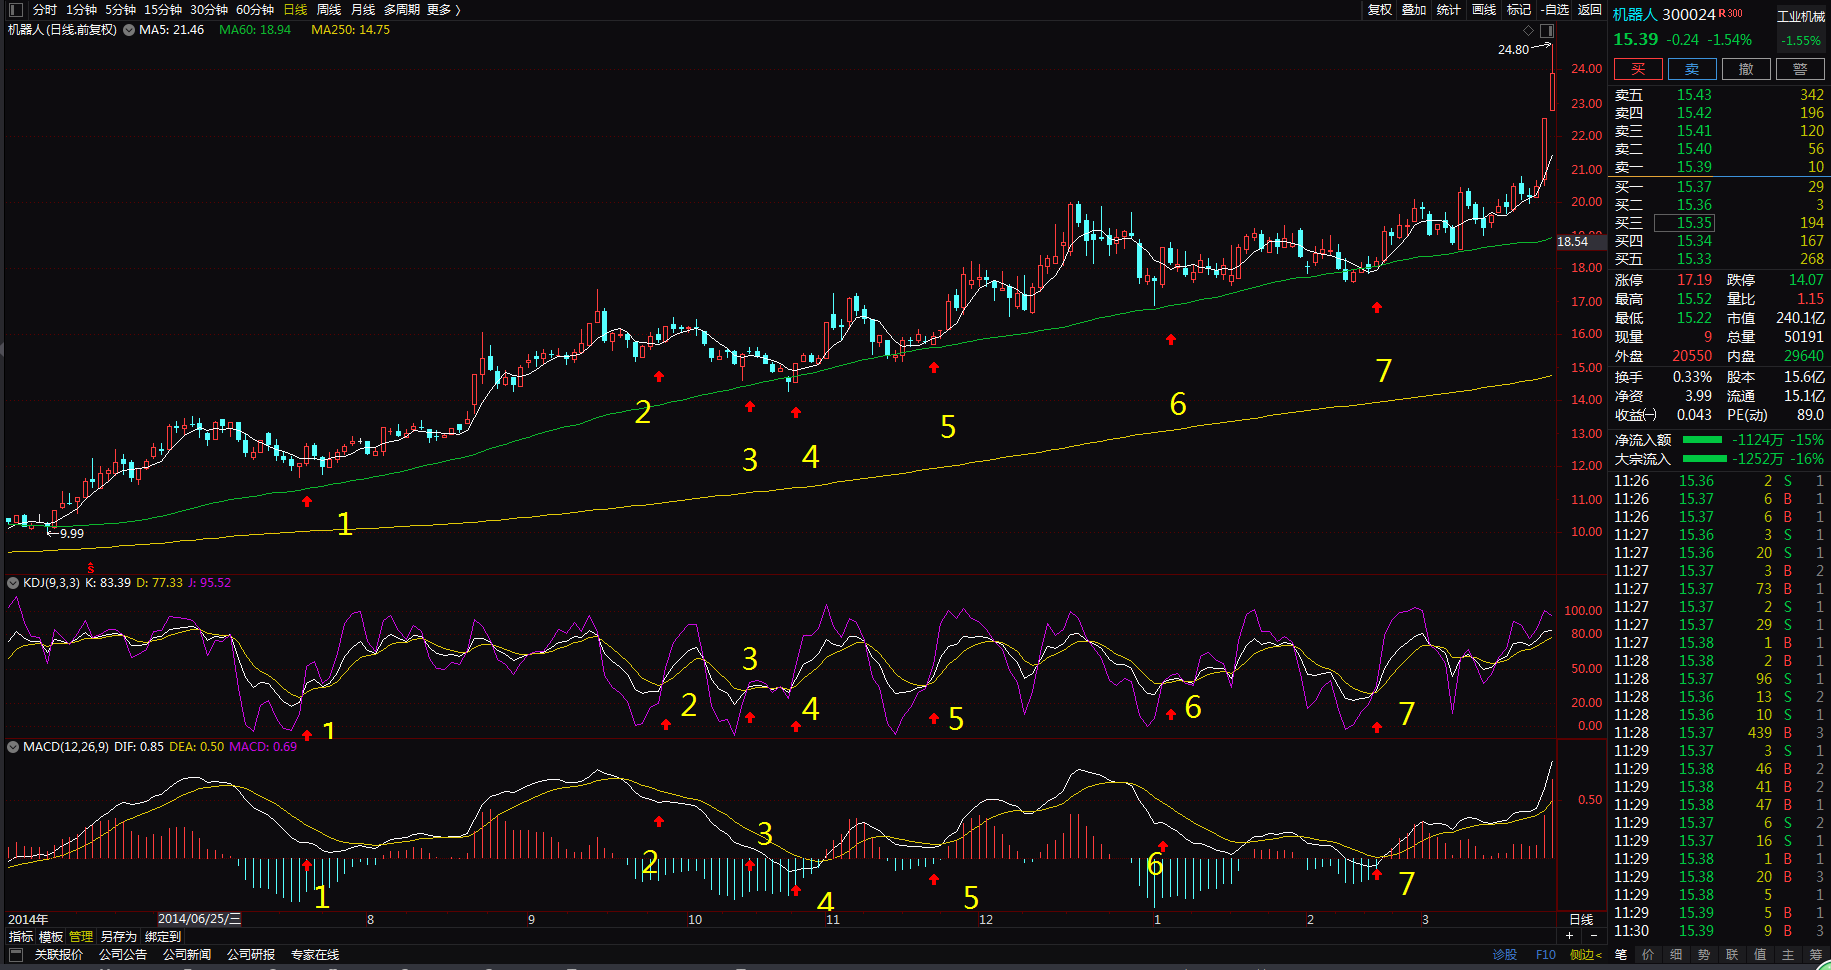 分时 1分钟 5分钟 15分钟 30分钟 60分钟 日线 周线 月线 多周期 更多 〉 复权 叠加 统计 画线 标记 -自选 返回
机器人(日线.前复权) MA5: 21.46 MA60: 18.94 MA250: 14.75
24.80
24.00
23.00
22.00
21.00
20.00
18.54
18.00
17.00
16.00
15.00
14.00
13.00
12.00
11.00
10.00
9.99
1
2
3
4
5
6
7
S
KDJ(9,3,3) K: 83.39 D: 77.33 J: 95.52
100.00
80.00
50.00
20.00
0.00
1
2
3
4
5
6
7
MACD(12,26,9) DIF: 0.85 DEA: 0.50 MACD: 0.69
0.50
1
2
3
4
5
6
7
2014年 2014/06/25/三 8 9 10 11 12 1 2 3 日线
指标 模板 管理 另存为 绑定到 + -
关联报价 公司公告 公司新闻 公司研报 专家在线 诊股 F10 侧边<
机器人 300024 R300 工业机械
15.39 -0.24 -1.54% -1.55%
买 卖 撤 警
卖五 15.43 342
卖四 15.42 196
卖三 15.41 120
卖二 15.40 56
卖一 15.39 10
买一 15.37 29
买二 15.36 3
买三 15.35 194
买四 15.34 167
买五 15.33 268
涨停 17.19 跌停 14.07
最高 15.52 量比 1.15
最低 15.22 市值 240.1亿
现量 9 总量 50191
外盘 20550 内盘 29640
换手 0.33% 股本 15.6亿
净资 3.99 流通 15.1亿
收益(一) 0.043 PE(动) 89.0
净流入额 -1124万 -15%
大宗流入 -1252万 -16%
11:26 15.36 2 S 1
11:26 15.37 6 B 1
11:26 15.37 6 B 1
11:27 15.36 3 S 1
11:27 15.36 20 S 1
11:27 15.37 3 B 2
11:27 15.37 73 B 1
11:27 15.37 2 S 1
11:27 15.37 29 S 1
11:27 15.38 1 B 1
11:28 15.38 2 B 1
11:28 15.37 96 S 1
11:28 15.36 13 S 2
11:28 15.36 10 S 1
11:28 15.37 439 B 3
11:29 15.37 3 S 1
11:29 15.38 46 B 2
11:29 15.38 41 B 2
11:29 15.38 47 B 1
11:29 15.37 6 S 2
11:29 15.37 16 S 1
11:29 15.38 1 B 1
11:29 15.38 20 B 3
11:29 15.38 5 1
11:29 15.39 5 B 1
11:30 15.39 9 B 3
笔 价 细 势 联 值 主 筹